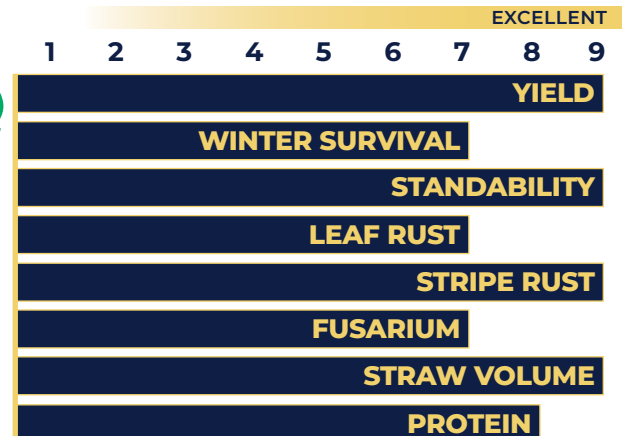 EXCELLENT
1 2 3 4 5 6 7 8 9
YIELD
WINTER SURVIVAL
STANDABILITY
LEAF RUST
STRIPE RUST
FUSARIUM
STRAW VOLUME
PROTEIN